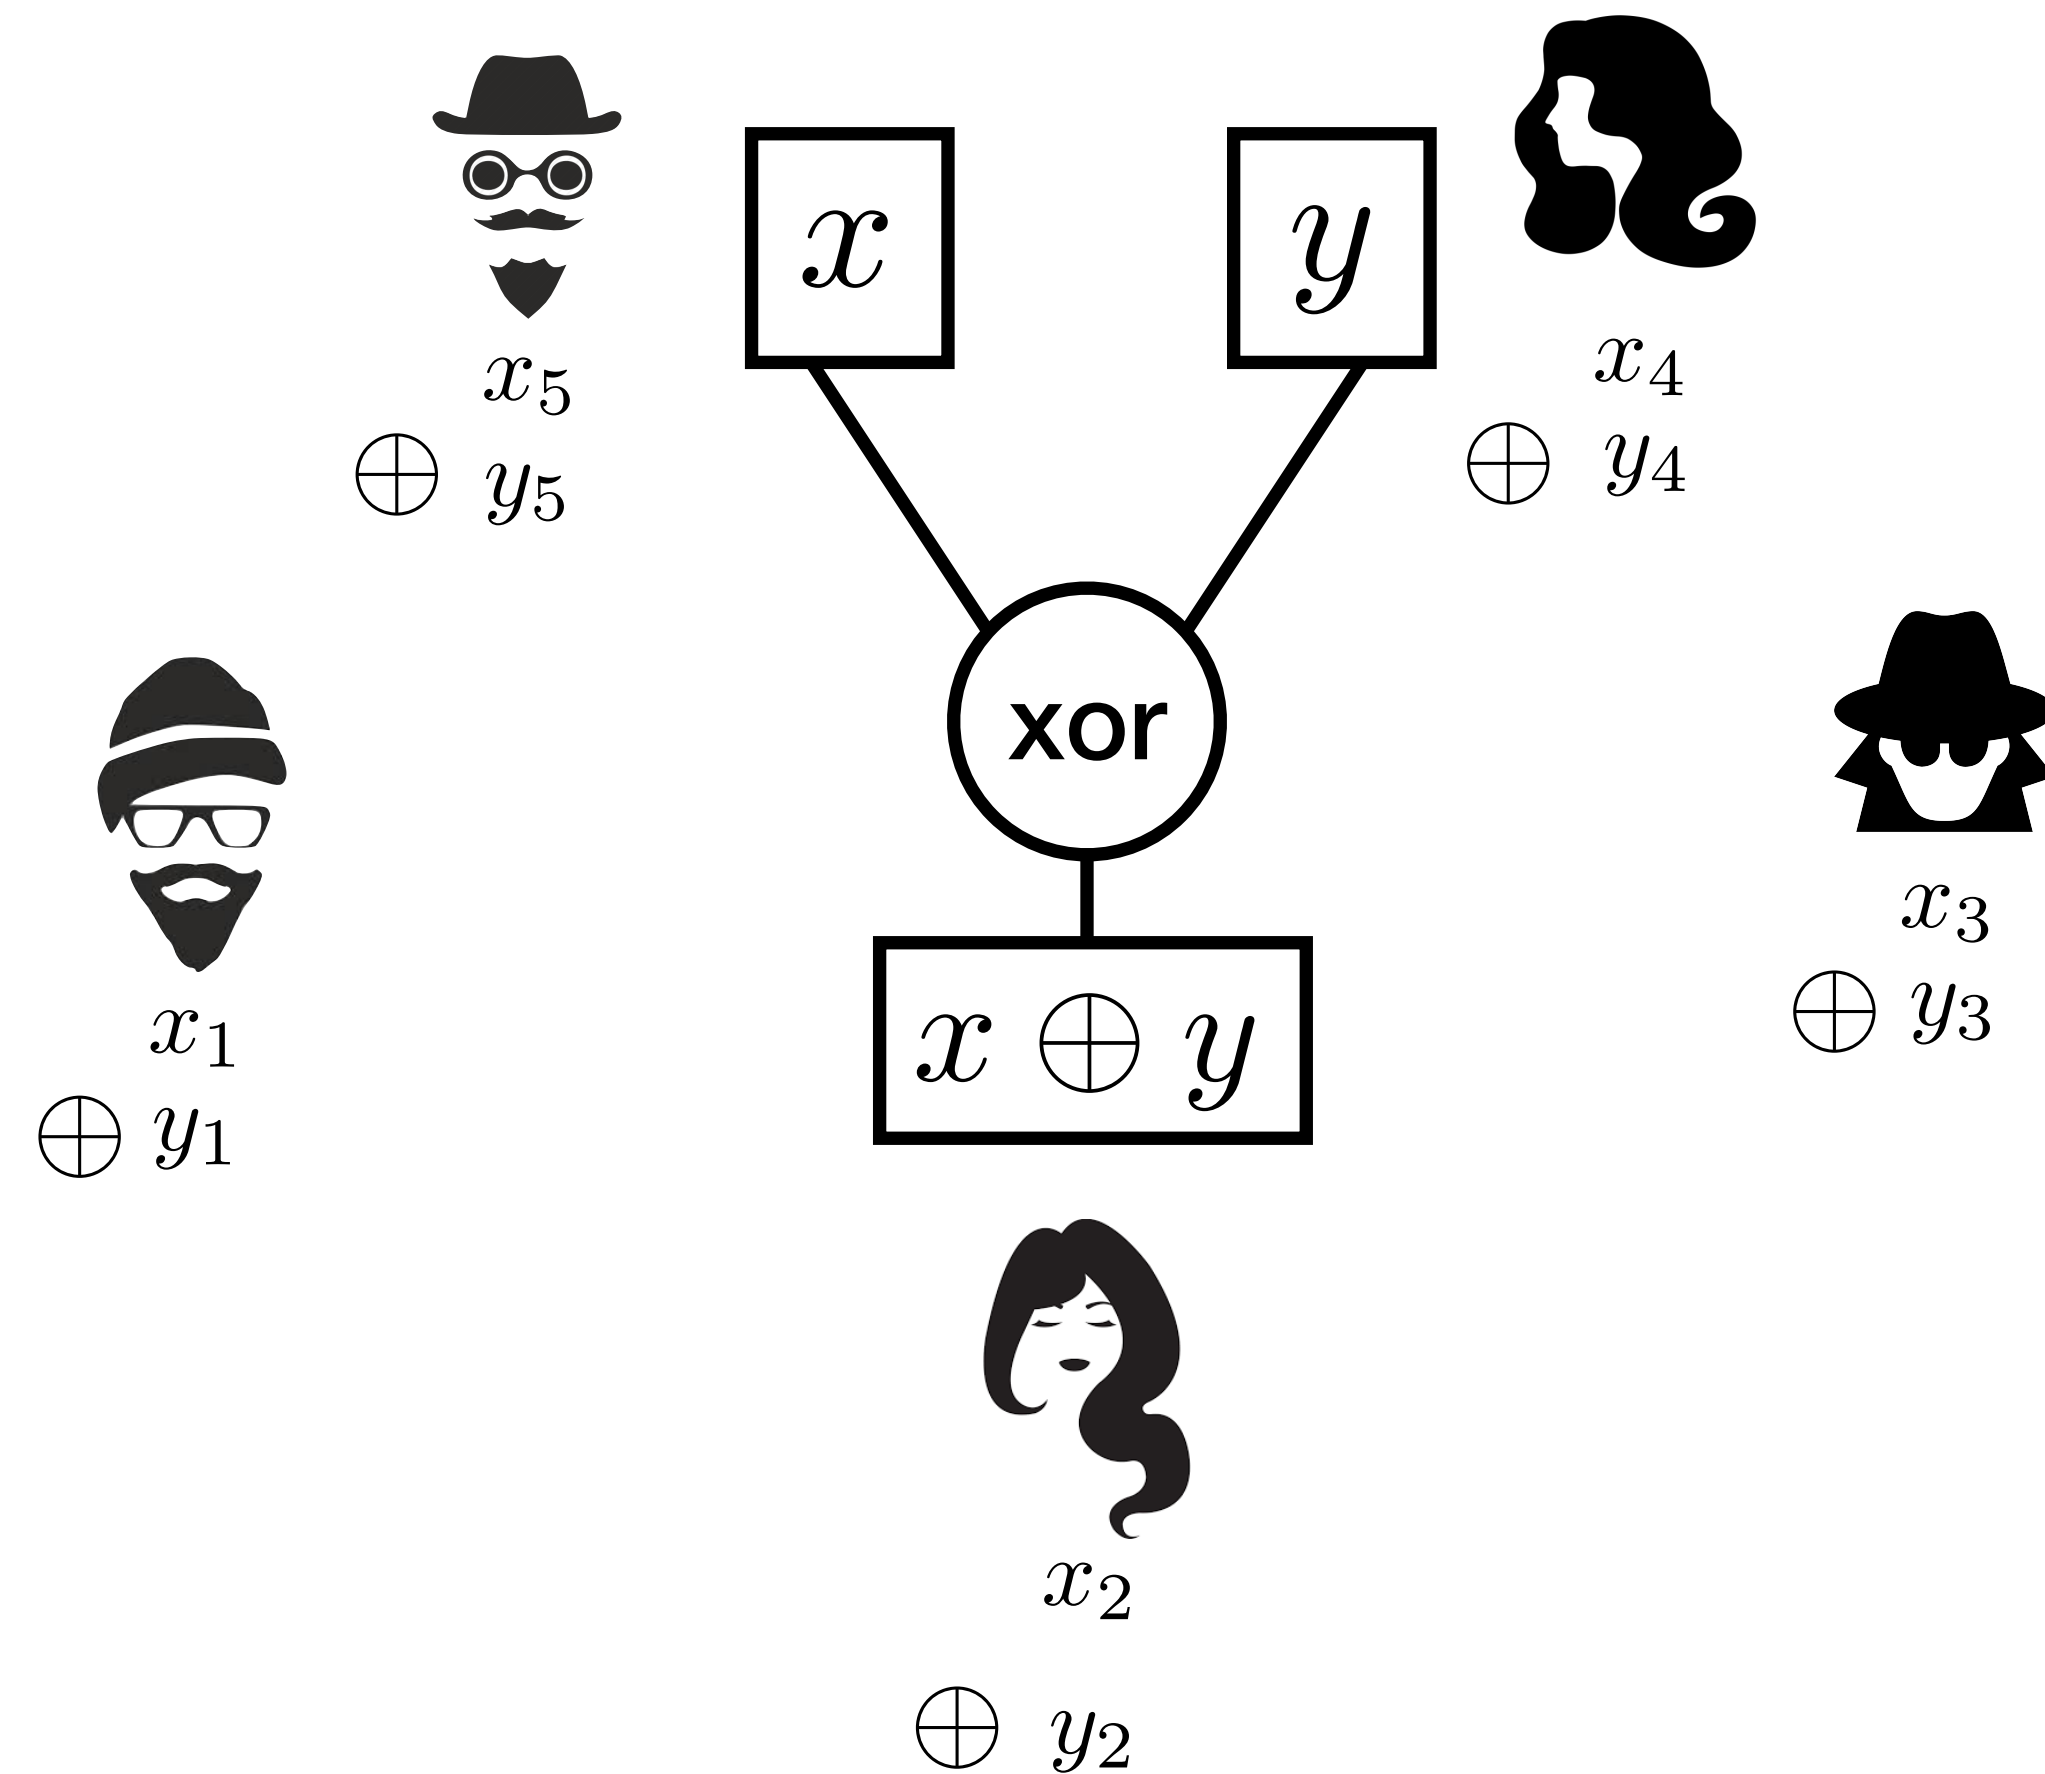 x
y
x₅
⊕ y₅
x₄
⊕ y₄
xor
x₃
⊕ y₃
x ⊕ y
x₁
⊕ y₁
x₂
⊕ y₂